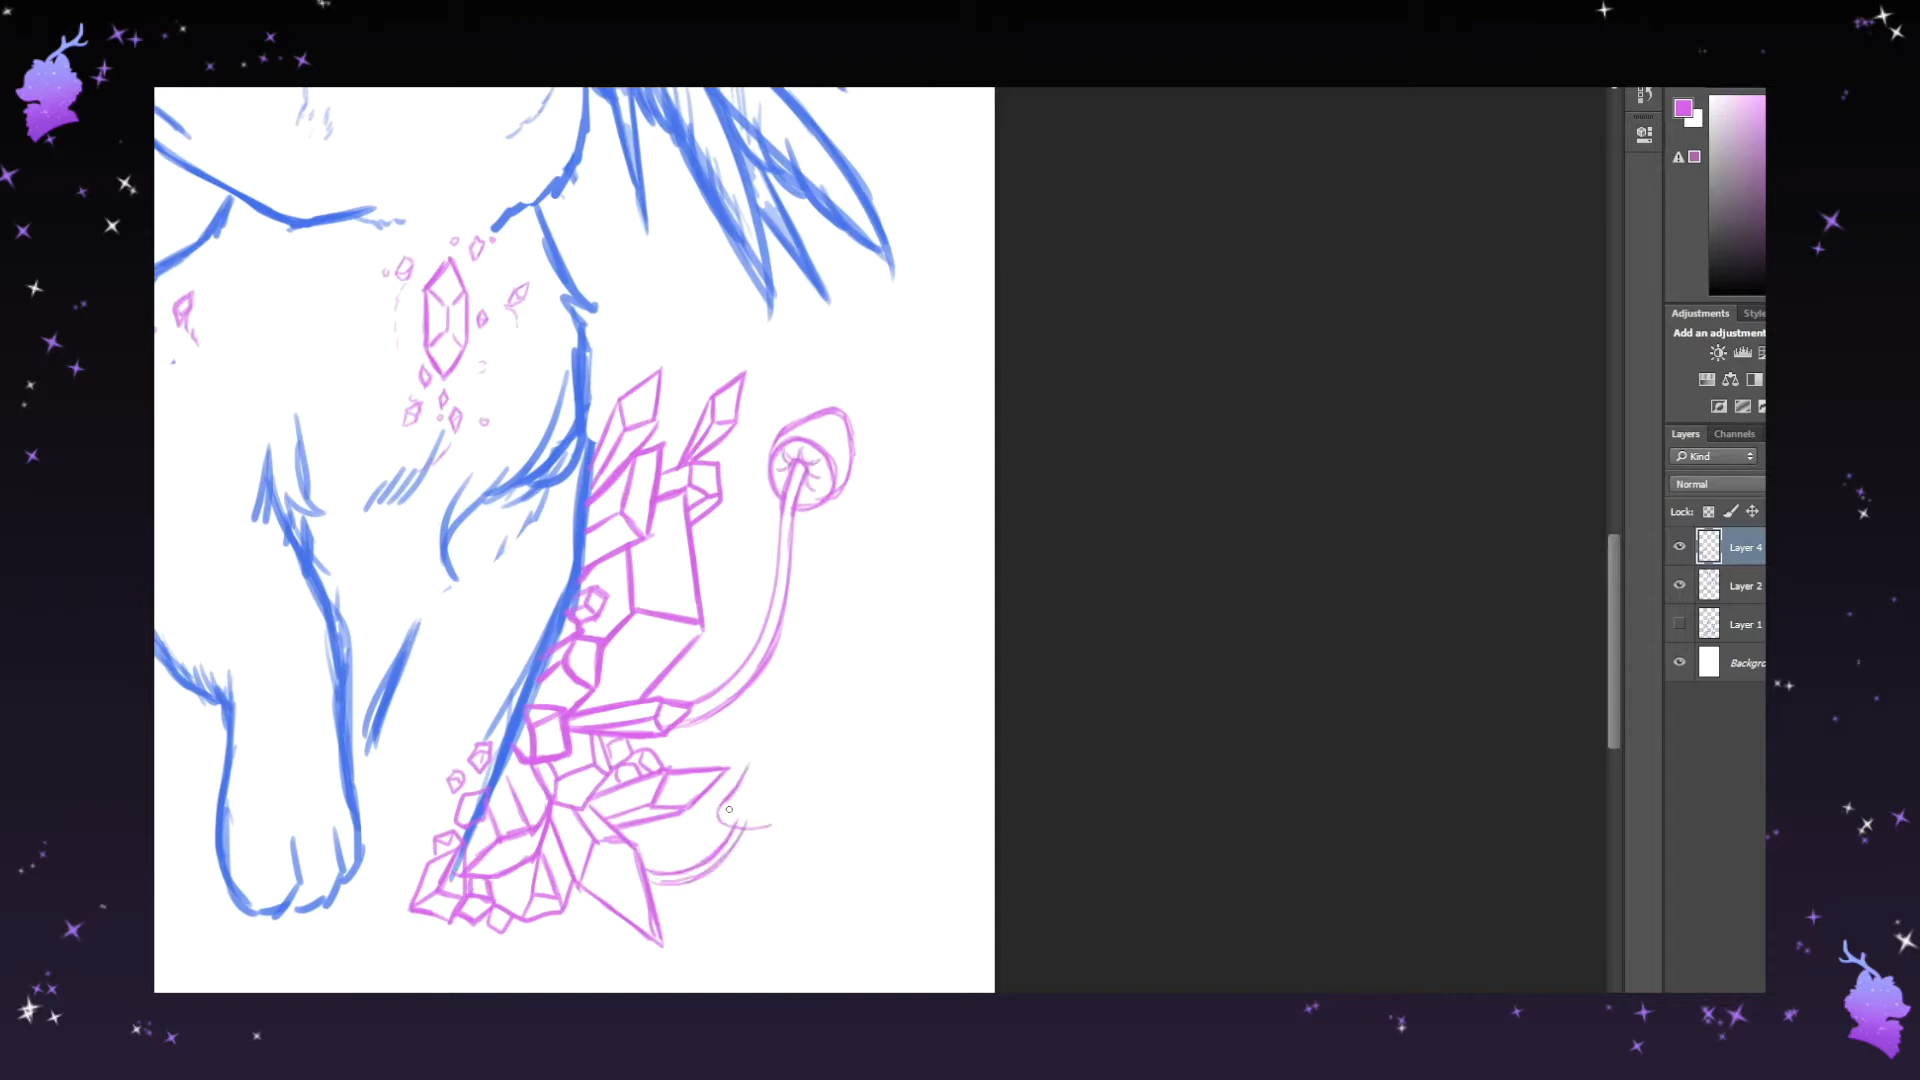 Adjustments Style
Add an adjustment
Layers Channels
Kind
Normal
Lock:
Layer 4
Layer 2
Layer 1
Backgro